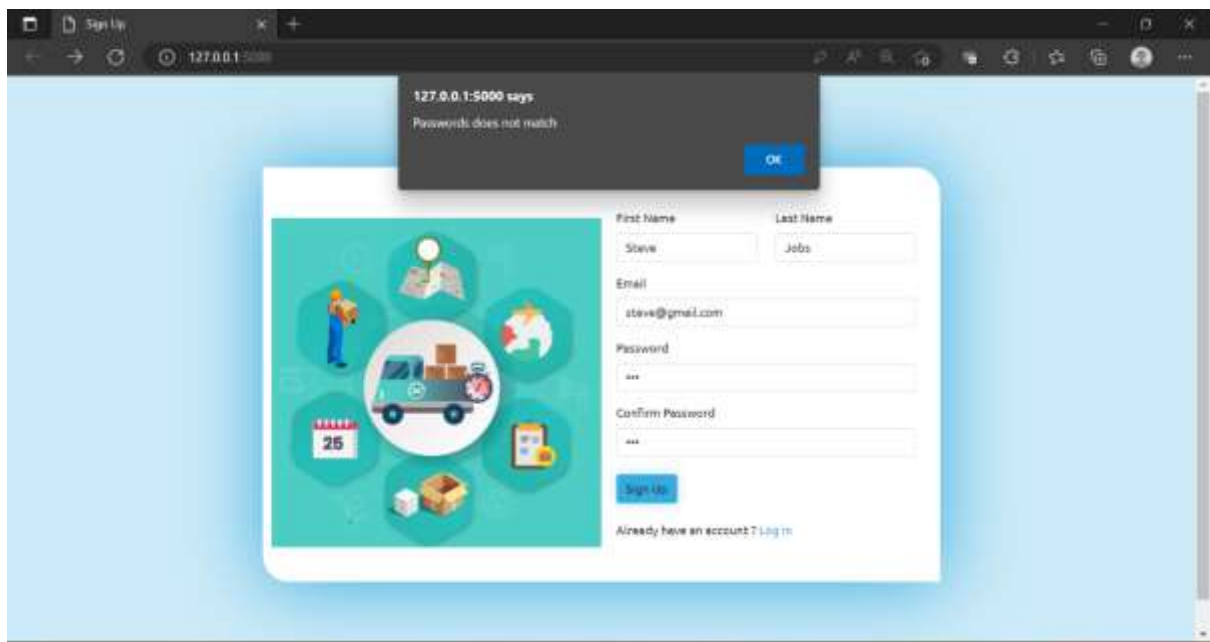 Sign Up
127.0.0.1:5000
127.0.0.1:5000 says
Passwords does not match
OK
First Name
Last Name
Steve
Jobs
Email
steve@gmail.com
Password
•••
Confirm Password
•••
25
Sign Up
Already have an account ? Log in